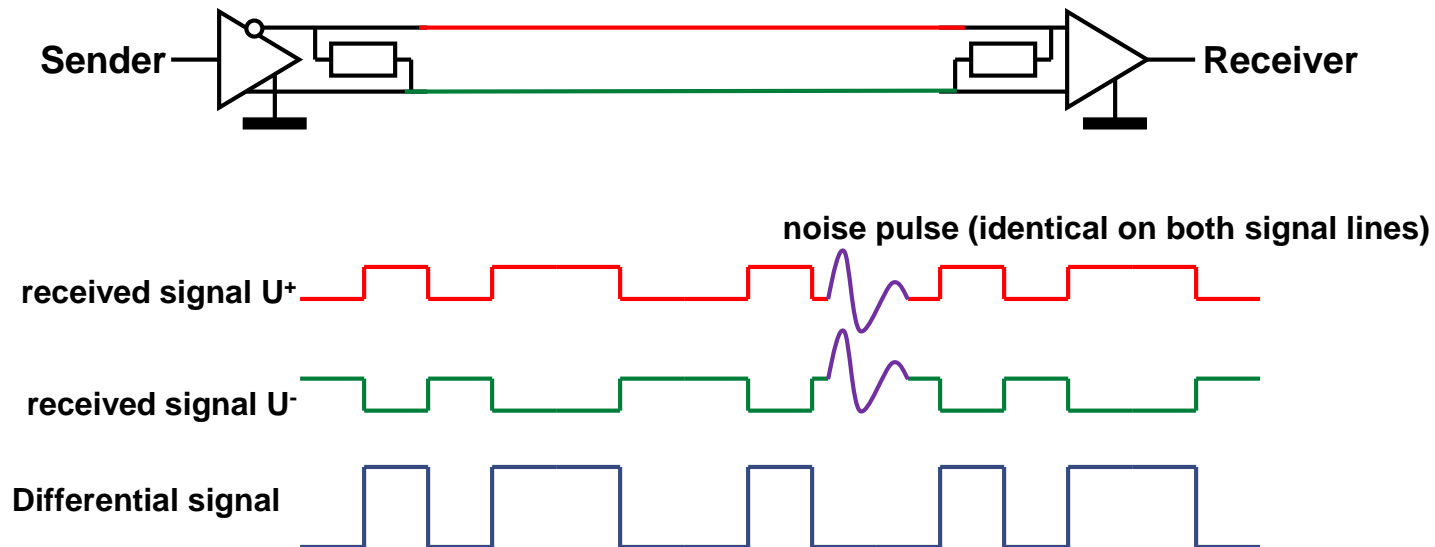 Sender
Receiver
noise pulse (identical on both signal lines)
received signal U⁺
received signal U⁻
Differential signal